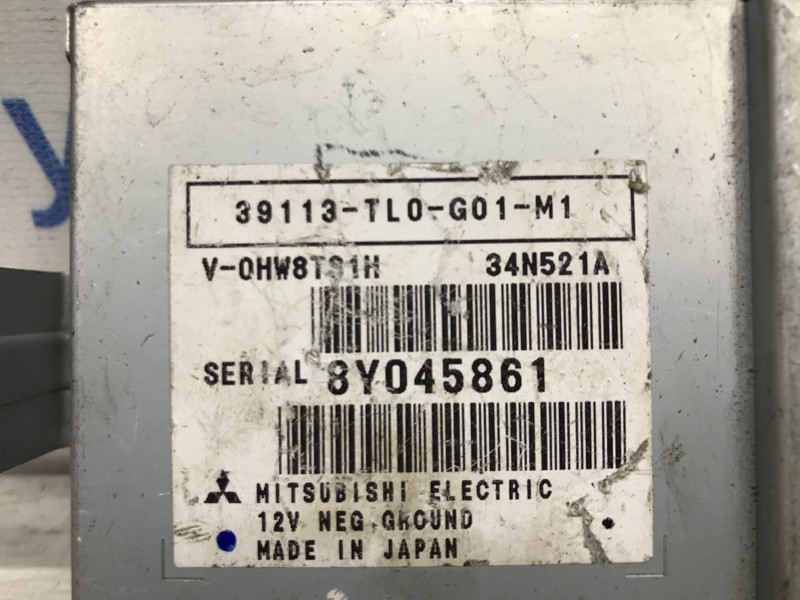 39113-TL0-G01-M1
V-0HW8TS1H 34N521A
SERIAL 8Y045861
MITSUBISHI ELECTRIC
12V NEG.GROUND
MADE IN JAPAN